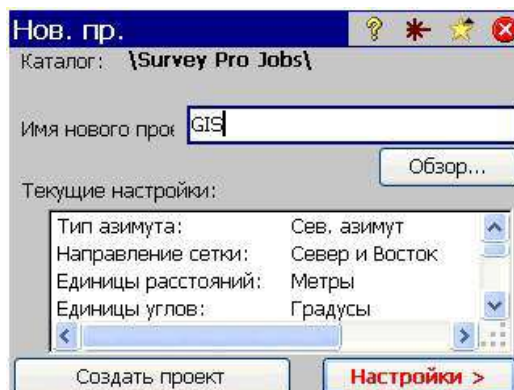 Нов. пр.
Каталог: \Survey Pro Jobs\
Имя нового прое GIS
Обзор...
Текущие настройки:
Тип азимута: Сев. азимут
Направление сетки: Север и Восток
Единицы расстояний: Метры
Единицы углов: Градусы
Создать проект Настройки >